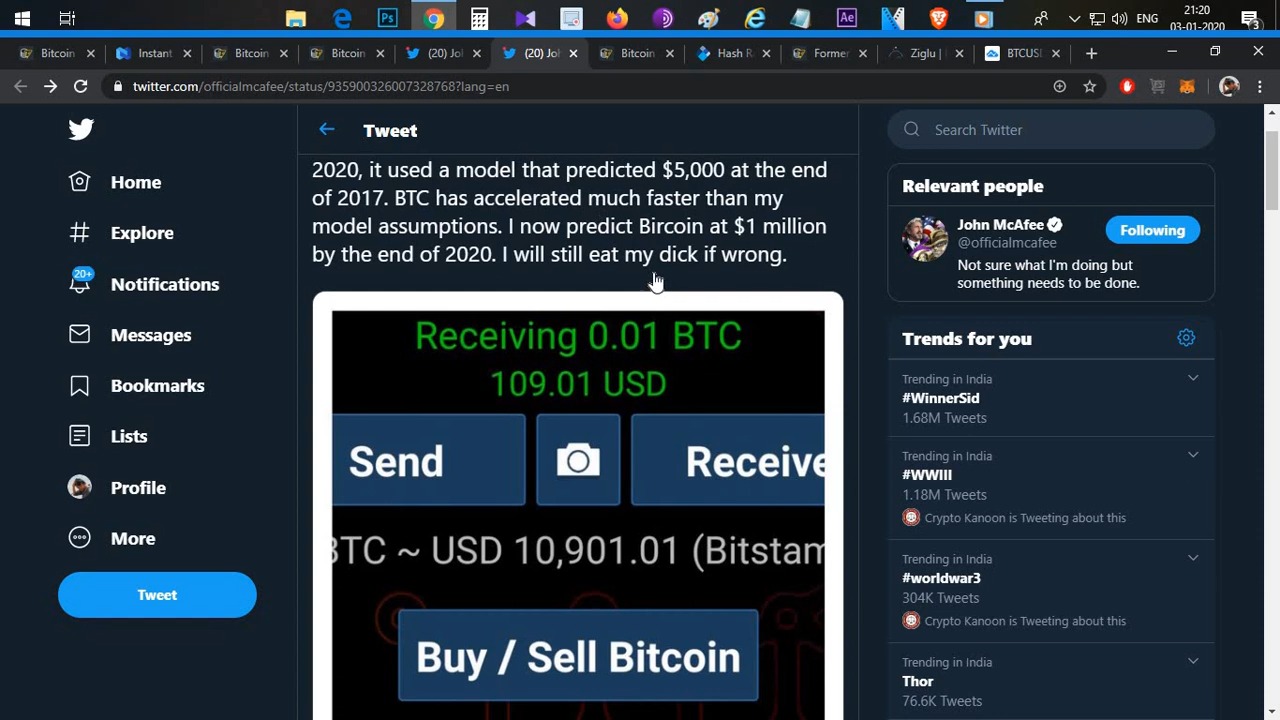 21:20
ENG
03-01-2020
3
Bitcoin
Instant
Bitcoin
Bitcoin
(20) Jol
(20) Jol
Bitcoin
Hash Ra
Former
Ziglu |
BTCUS
twitter.com/officialmcafee/status/935900326007328768?lang=en
Tweet
Search Twitter
Home
Explore
20+
Notifications
Messages
Bookmarks
Lists
Profile
More
Tweet
2020, it used a model that predicted $5,000 at the end
of 2017. BTC has accelerated much faster than my
model assumptions. I now predict Bircoin at $1 million
by the end of 2020. I will still eat my dick if wrong.
Receiving 0.01 BTC
109.01 USD
Send
Receive
BTC ~ USD 10,901.01 (Bitstam
Buy / Sell Bitcoin
Relevant people
John McAfee
@officialmcafee
Following
Not sure what I'm doing but
something needs to be done.
Trends for you
Trending in India
#WinnerSid
1.68M Tweets
Trending in India
#WWIII
1.18M Tweets
Crypto Kanoon is Tweeting about this
Trending in India
#worldwar3
304K Tweets
Crypto Kanoon is Tweeting about this
Trending in India
Thor
76.6K Tweets